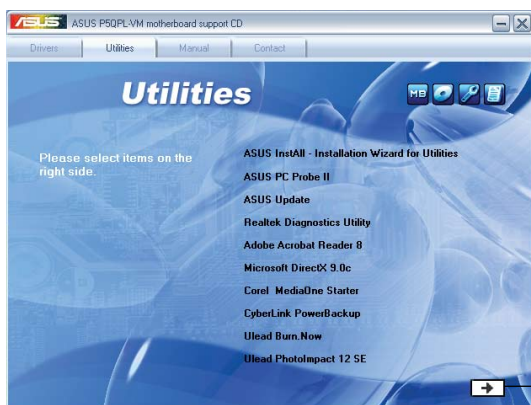 ASUS ASUS P5QPL-VM motherboard support CD
Drivers Utilities Manual Contact
Utilities
MB
Please select items on the
right side.
ASUS InstAll - Installation Wizard for Utilities
ASUS PC Probe II
ASUS Update
Realtek Diagnostics Utility
Adobe Acrobat Reader 8
Microsoft DirectX 9.0c
Corel MediaOne Starter
CyberLink PowerBackup
Ulead Burn.Now
Ulead PhotoImpact 12 SE